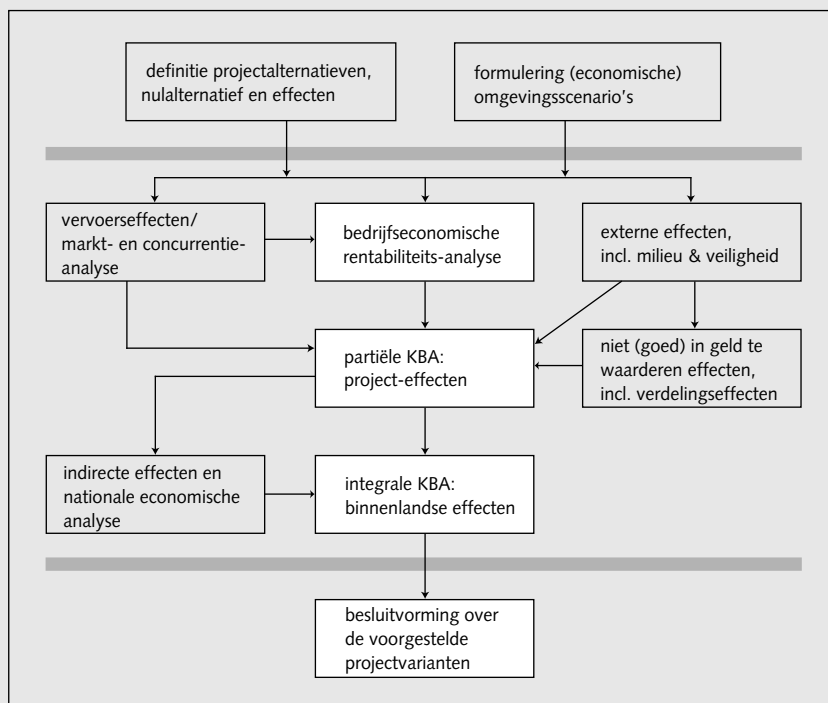 definitie projectalternatieven,
nulalternatief en effecten
formulering (economische)
omgevingsscenario's
vervoerseffecten/
markt- en concurrentie-
analyse
bedrijfseconomische
rentabiliteits-analyse
externe effecten,
incl. milieu & veiligheid
partiële KBA:
project-effecten
niet (goed) in geld te
waarderen effecten,
incl. verdelingseffecten
indirecte effecten en
nationale economische
analyse
integrale KBA:
binnenlandse effecten
besluitvorming over
de voorgestelde
projectvarianten